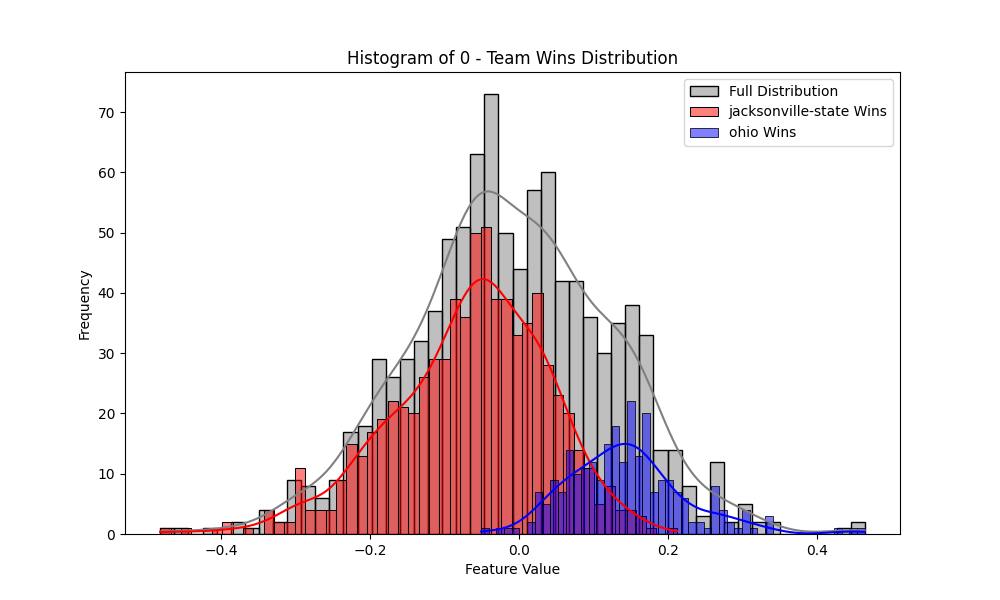 Histogram of 0 - Team Wins Distribution
Full Distribution
jacksonville-state Wins
ohio Wins
Frequency
70
60
50
40
30
20
10
0
−0.4
−0.2
0.0
0.2
0.4
Feature Value